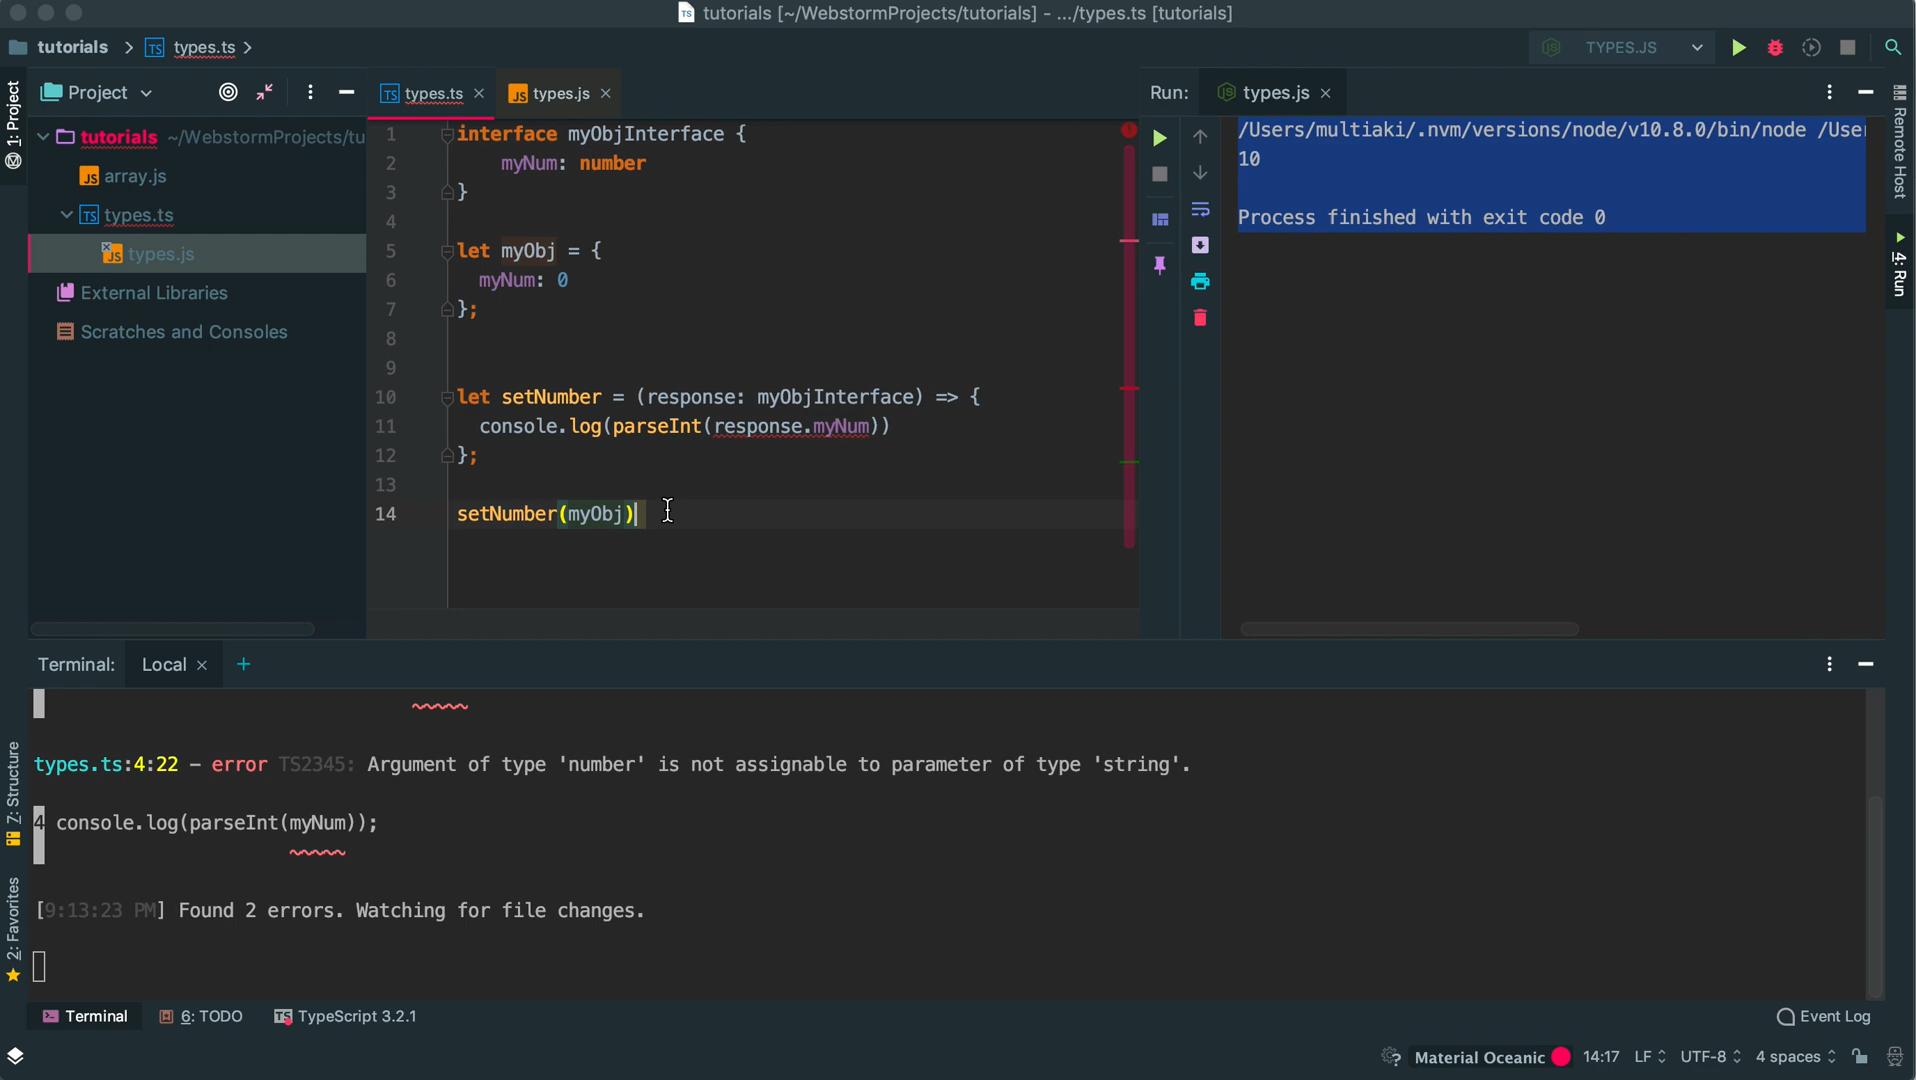 tutorials [~/WebstormProjects/tutorials] - .../types.ts [tutorials]
tutorials types.ts
TYPES.JS
1: Project
Project
types.ts
types.js
Run: types.js
tutorials ~/WebstormProjects/tu
array.js
types.ts
types.js
External Libraries
Scratches and Consoles
1 interface myObjInterface {
2 myNum: number
3 }
4
5 let myObj = {
6 myNum: 0
7 };
8
9
10 let setNumber = (response: myObjInterface) => {
11 console.log(parseInt(response.myNum))
12 };
13
14 setNumber(myObj)
/Users/multiaki/.nvm/versions/node/v10.8.0/bin/node /User
10
Process finished with exit code 0
Remote Host
4: Run
Terminal: Local +
types.ts:4:22 - error TS2345: Argument of type 'number' is not assignable to parameter of type 'string'.
4 console.log(parseInt(myNum));
[9:13:23 PM] Found 2 errors. Watching for file changes.
7: Structure
2: Favorites
Terminal
6: TODO
TypeScript 3.2.1
Event Log
Material Oceanic 14:17 LF UTF-8 4 spaces